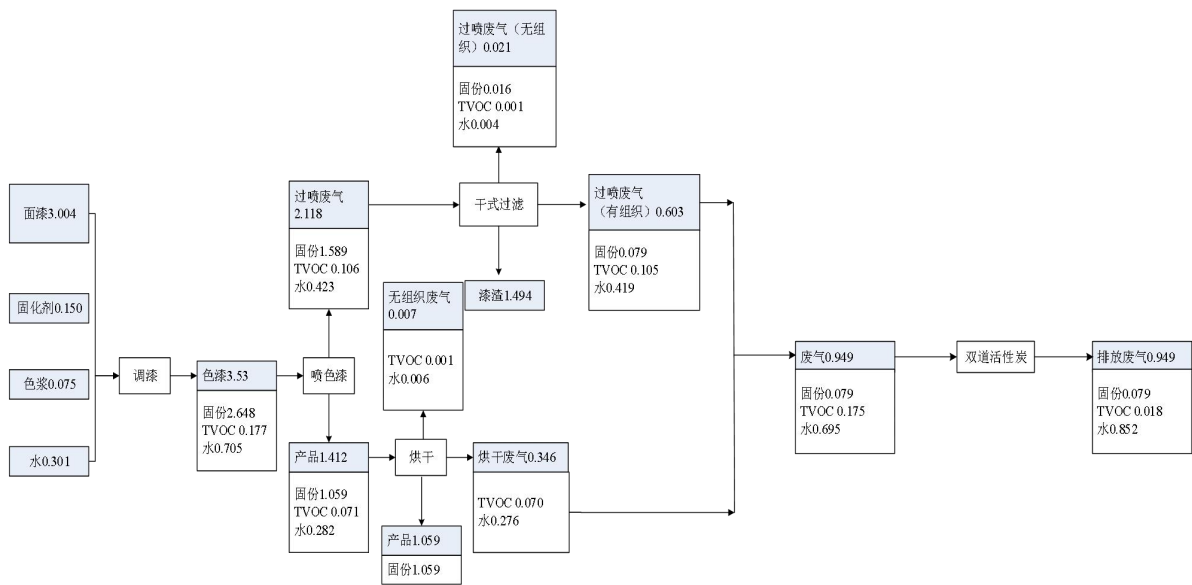 过喷废气（无组
织）0.021
固份0.016
TVOC 0.001
水0.004
面漆3.004
固化剂0.150
色浆0.075
水0.301
调漆
色漆3.53
固份2.648
TVOC 0.177
水0.705
喷色漆
过喷废气
2.118
固份1.589
TVOC 0.106
水0.423
干式过滤
漆渣1.494
过喷废气
（有组织）0.603
固份0.079
TVOC 0.105
水0.419
无组织废气
0.007
TVOC 0.001
水0.006
产品1.412
固份1.059
TVOC 0.071
水0.282
烘干
烘干废气0.346
TVOC 0.070
水0.276
产品1.059
固份1.059
废气0.949
固份0.079
TVOC 0.175
水0.695
双道活性炭
排放废气0.949
固份0.079
TVOC 0.018
水0.852